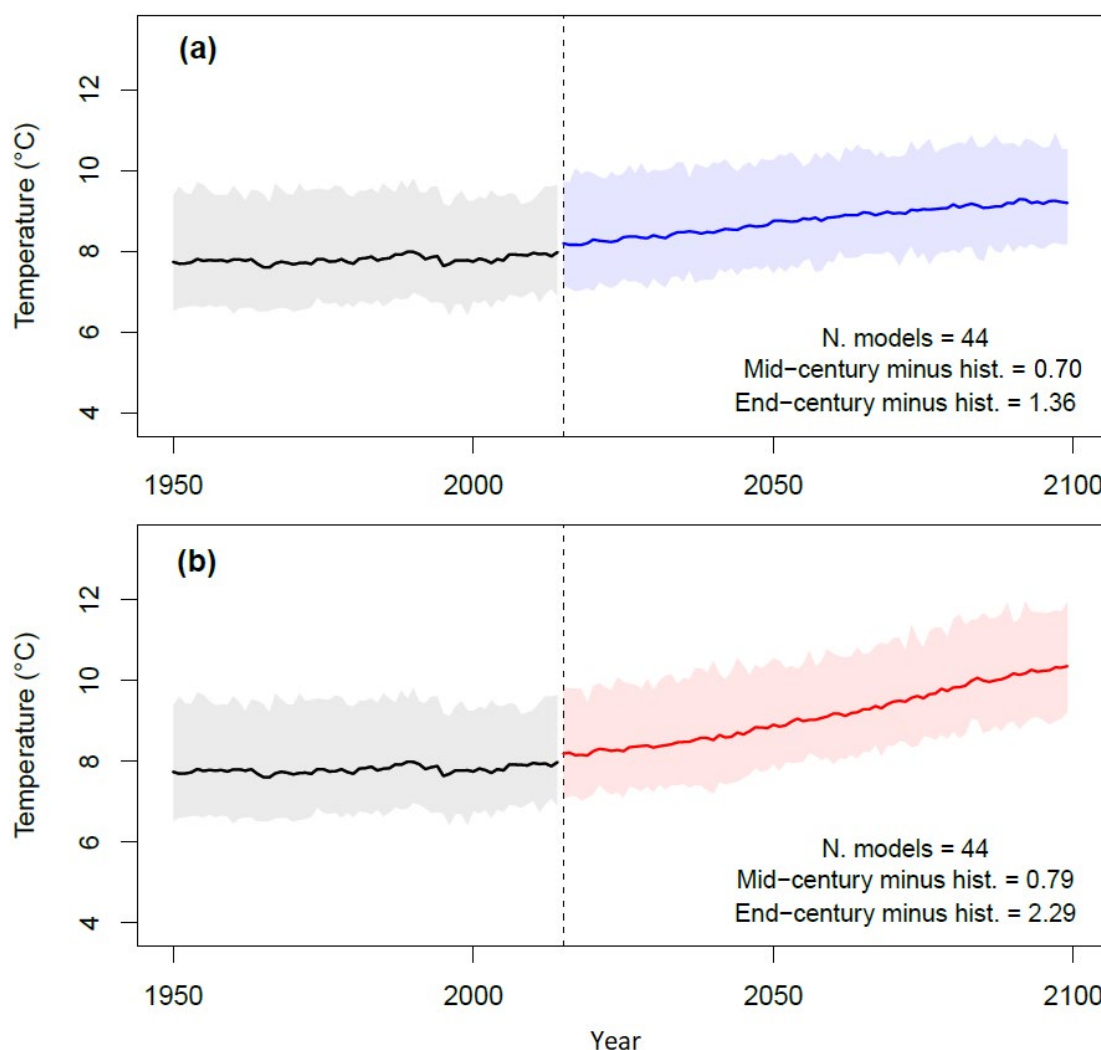 (a)
Temperature (°C)
12
10
8
6
4
N. models = 44
Mid−century minus hist. = 0.70
End−century minus hist. = 1.36
1950 2000 2050 2100
(b)
Temperature (°C)
12
10
8
6
4
N. models = 44
Mid−century minus hist. = 0.79
End−century minus hist. = 2.29
1950 2000 2050 2100
Year